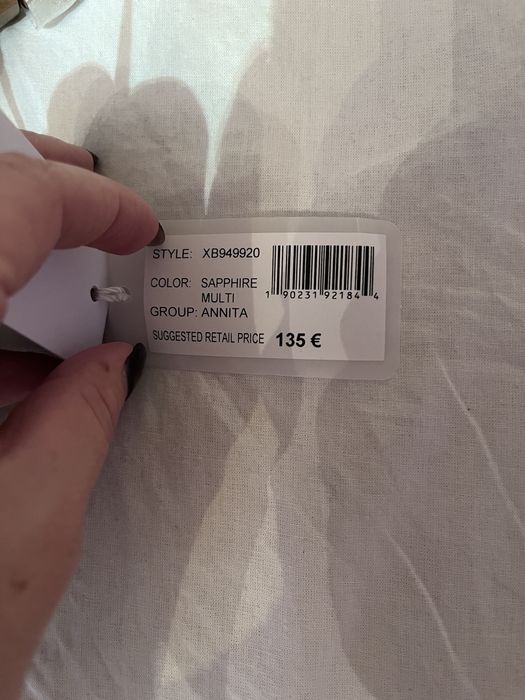 STYLE: XB949920
COLOR: SAPPHIRE
MULTI
GROUP: ANNITA
SUGGESTED RETAIL PRICE 135 €
1 90231 92184 4